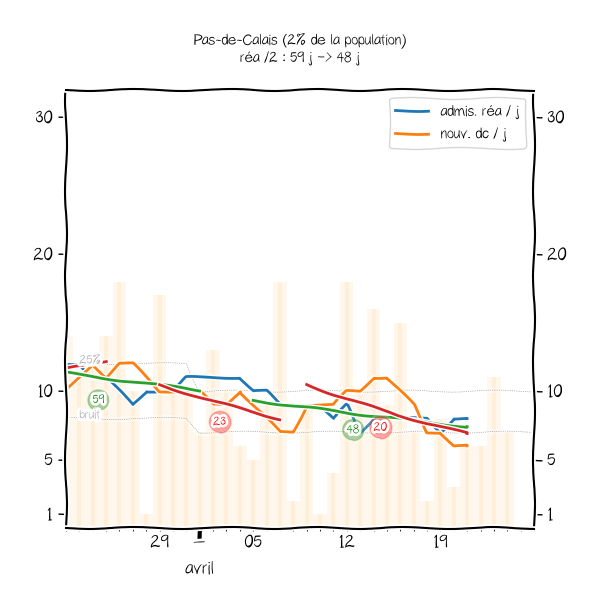 Pas-de-Calais (2% de la population)
réa /2 : 59 j -> 48 j
admis. réa / j
nouv. dc / j
30 30
20 20
25%
10 10
59
bruit
23
48
20
5 5
1 1
29 1 05 12 19
avril